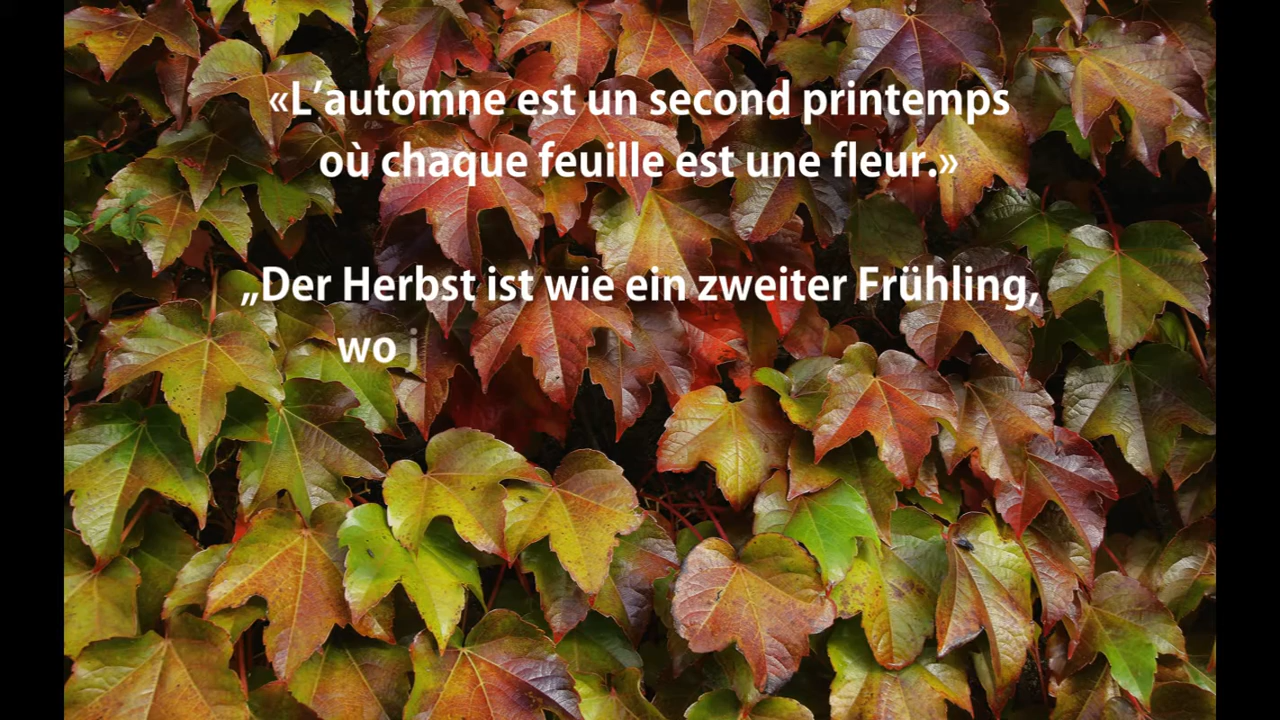 «L’automne est un second printemps
où chaque feuille est une fleur.»
„Der Herbst ist wie ein zweiter Frühling,
wo j